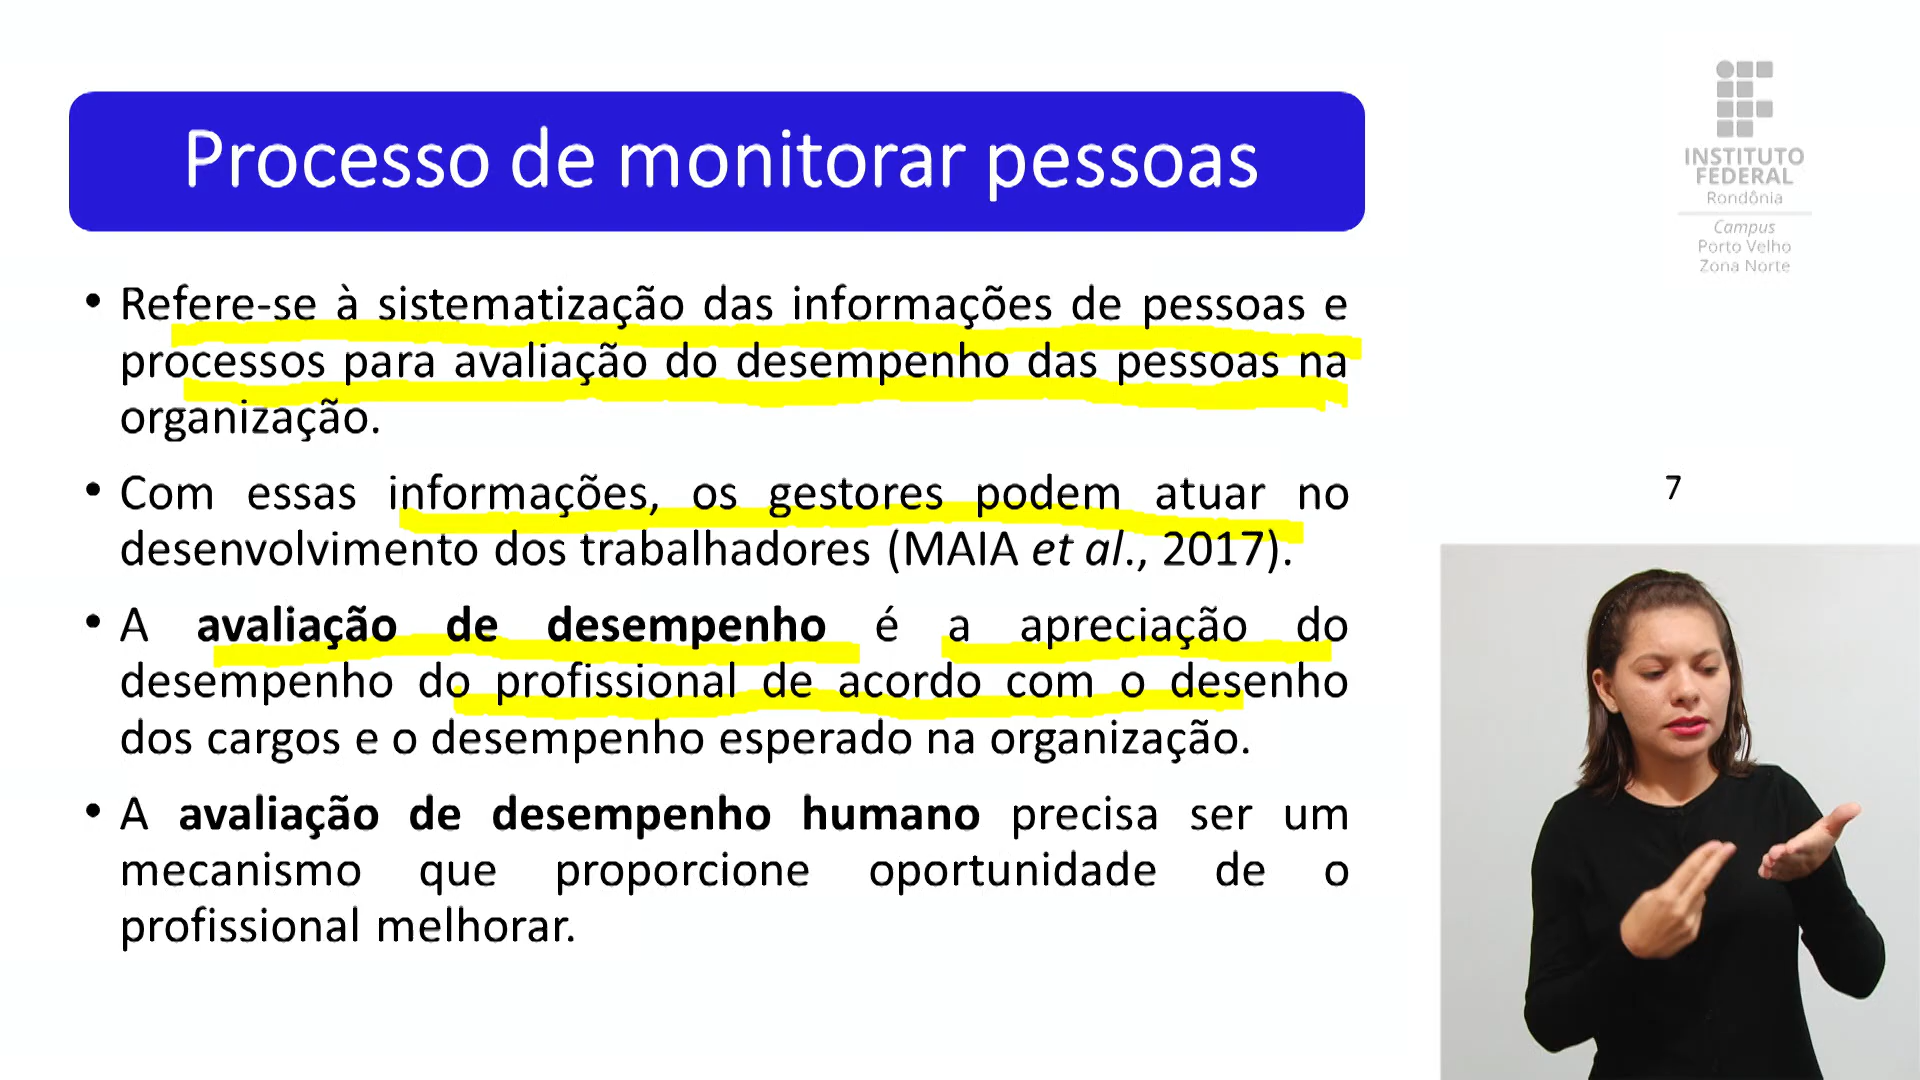 Processo de monitorar pessoas
INSTITUTO
FEDERAL
Rondônia
Campus
Porto Velho
Zona Norte
• Refere-se à sistematização das informações de pessoas e
processos para avaliação do desempenho das pessoas na
organização.
• Com essas informações, os gestores podem atuar no
desenvolvimento dos trabalhadores (MAIA et al., 2017).
• A avaliação de desempenho é a apreciação do
desempenho do profissional de acordo com o desenho
dos cargos e o desempenho esperado na organização.
• A avaliação de desempenho humano precisa ser um
mecanismo que proporcione oportunidade de o
profissional melhorar.
7